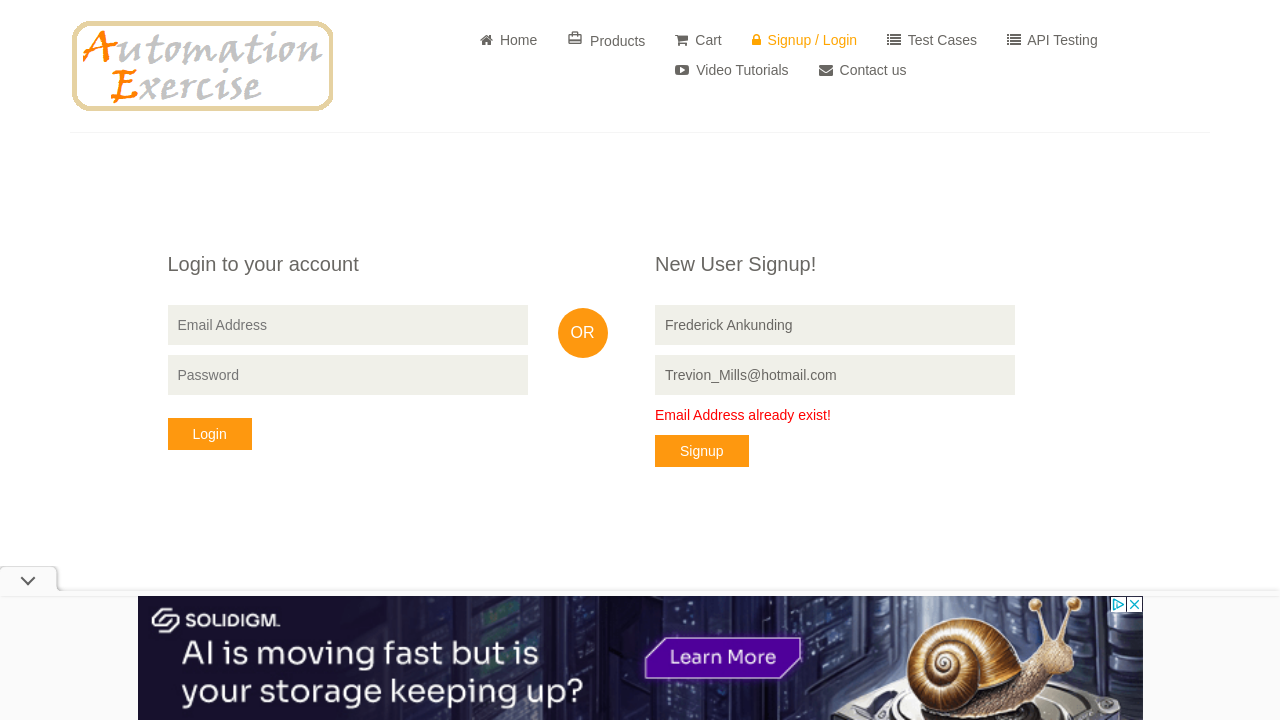 Automation
Exercise
Home
Products
Cart
Signup / Login
Test Cases
API Testing
Video Tutorials
Contact us
Login to your account
Email Address
Password
Login
OR
New User Signup!
Frederick Ankunding
Trevion_Mills@hotmail.com
Email Address already exist!
Signup
SOLIDIGM
AI is moving fast but is
your storage keeping up?
Learn More